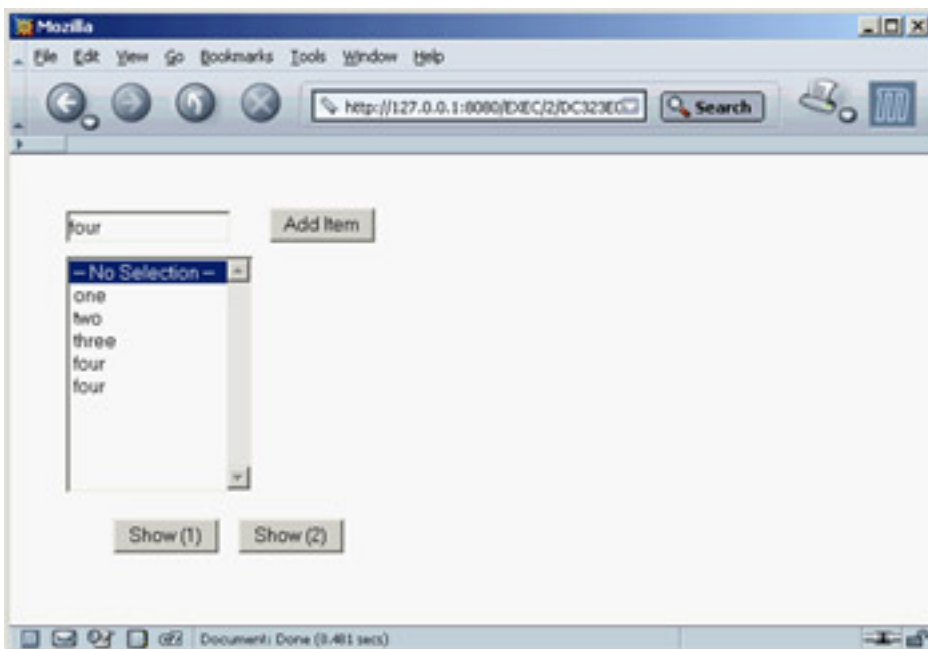 Mozilla
File Edit View Go Bookmarks Tools Window Help
http://127.0.0.1:8080/EXEC/2/DC323EC
Search
four
Add Item
-- No Selection --
one
two
three
four
four
Show (1)
Show (2)
Document: Done (0.481 secs)